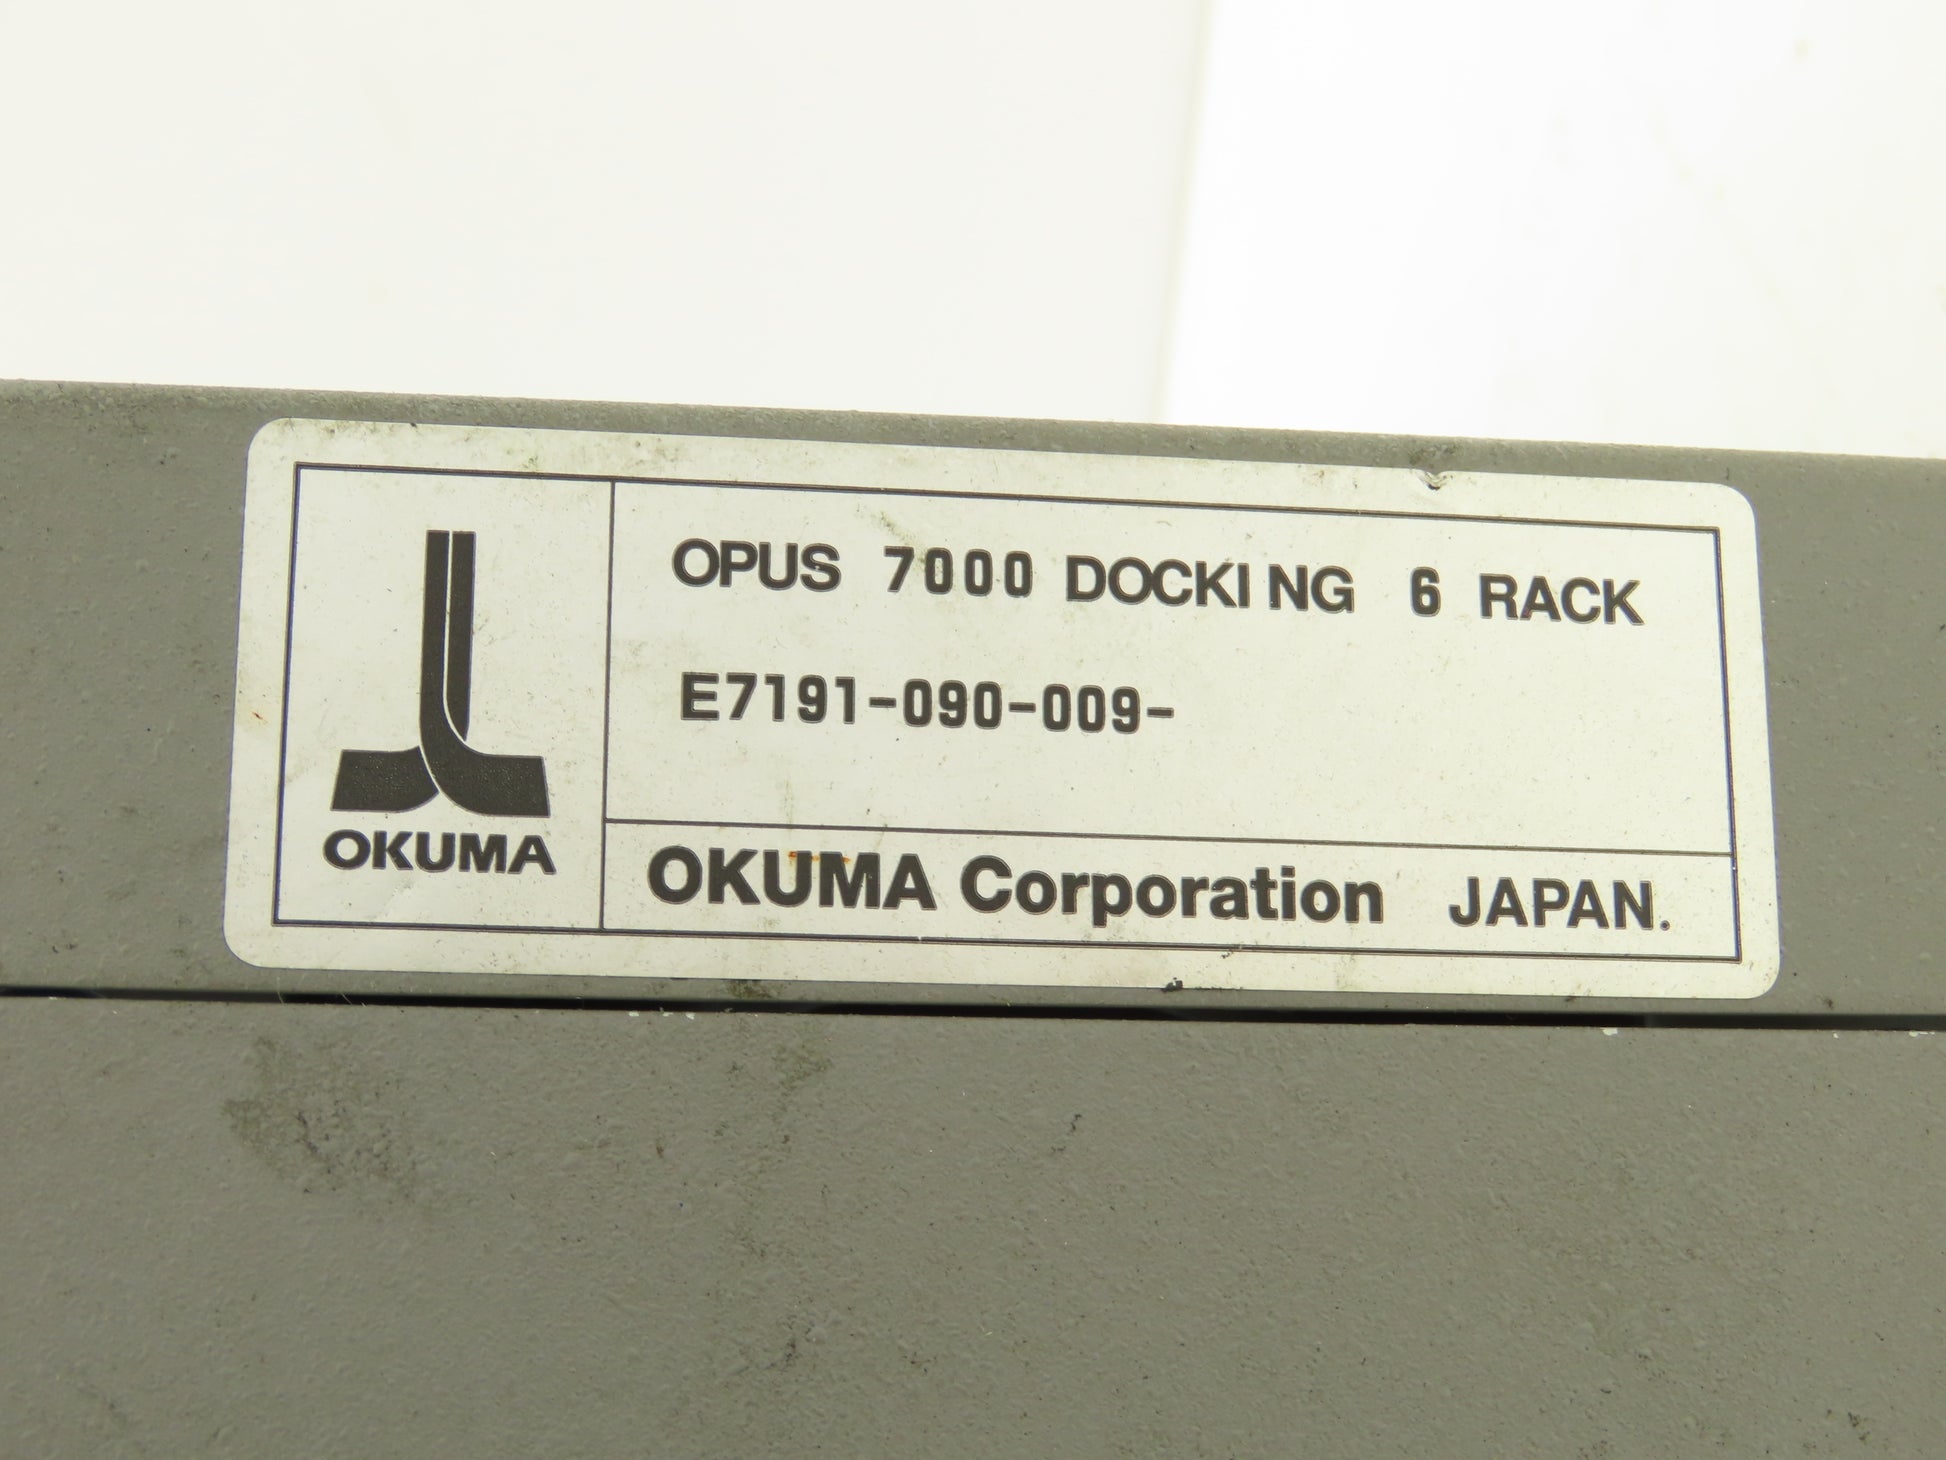 OPUS 7000 DOCKING 6 RACK
E7191-090-009-
OKUMA
OKUMA Corporation JAPAN.